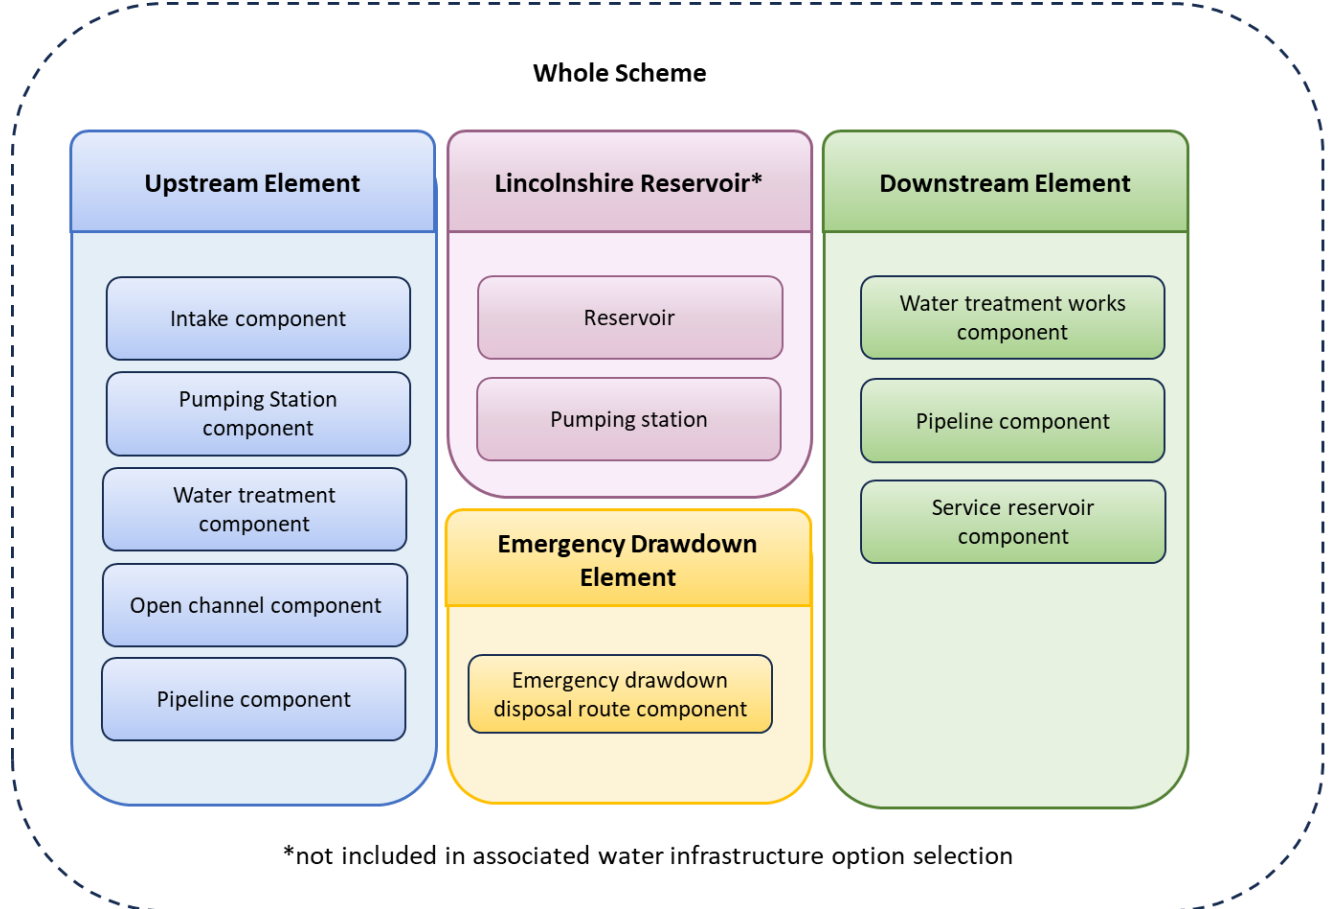 Whole Scheme
Upstream Element
Intake component
Pumping Station
component
Water treatment
component
Open channel component
Pipeline component
Lincolnshire Reservoir*
Reservoir
Pumping station
Emergency Drawdown
Element
Emergency drawdown
disposal route component
Downstream Element
Water treatment works
component
Pipeline component
Service reservoir
component
*not included in associated water infrastructure option selection